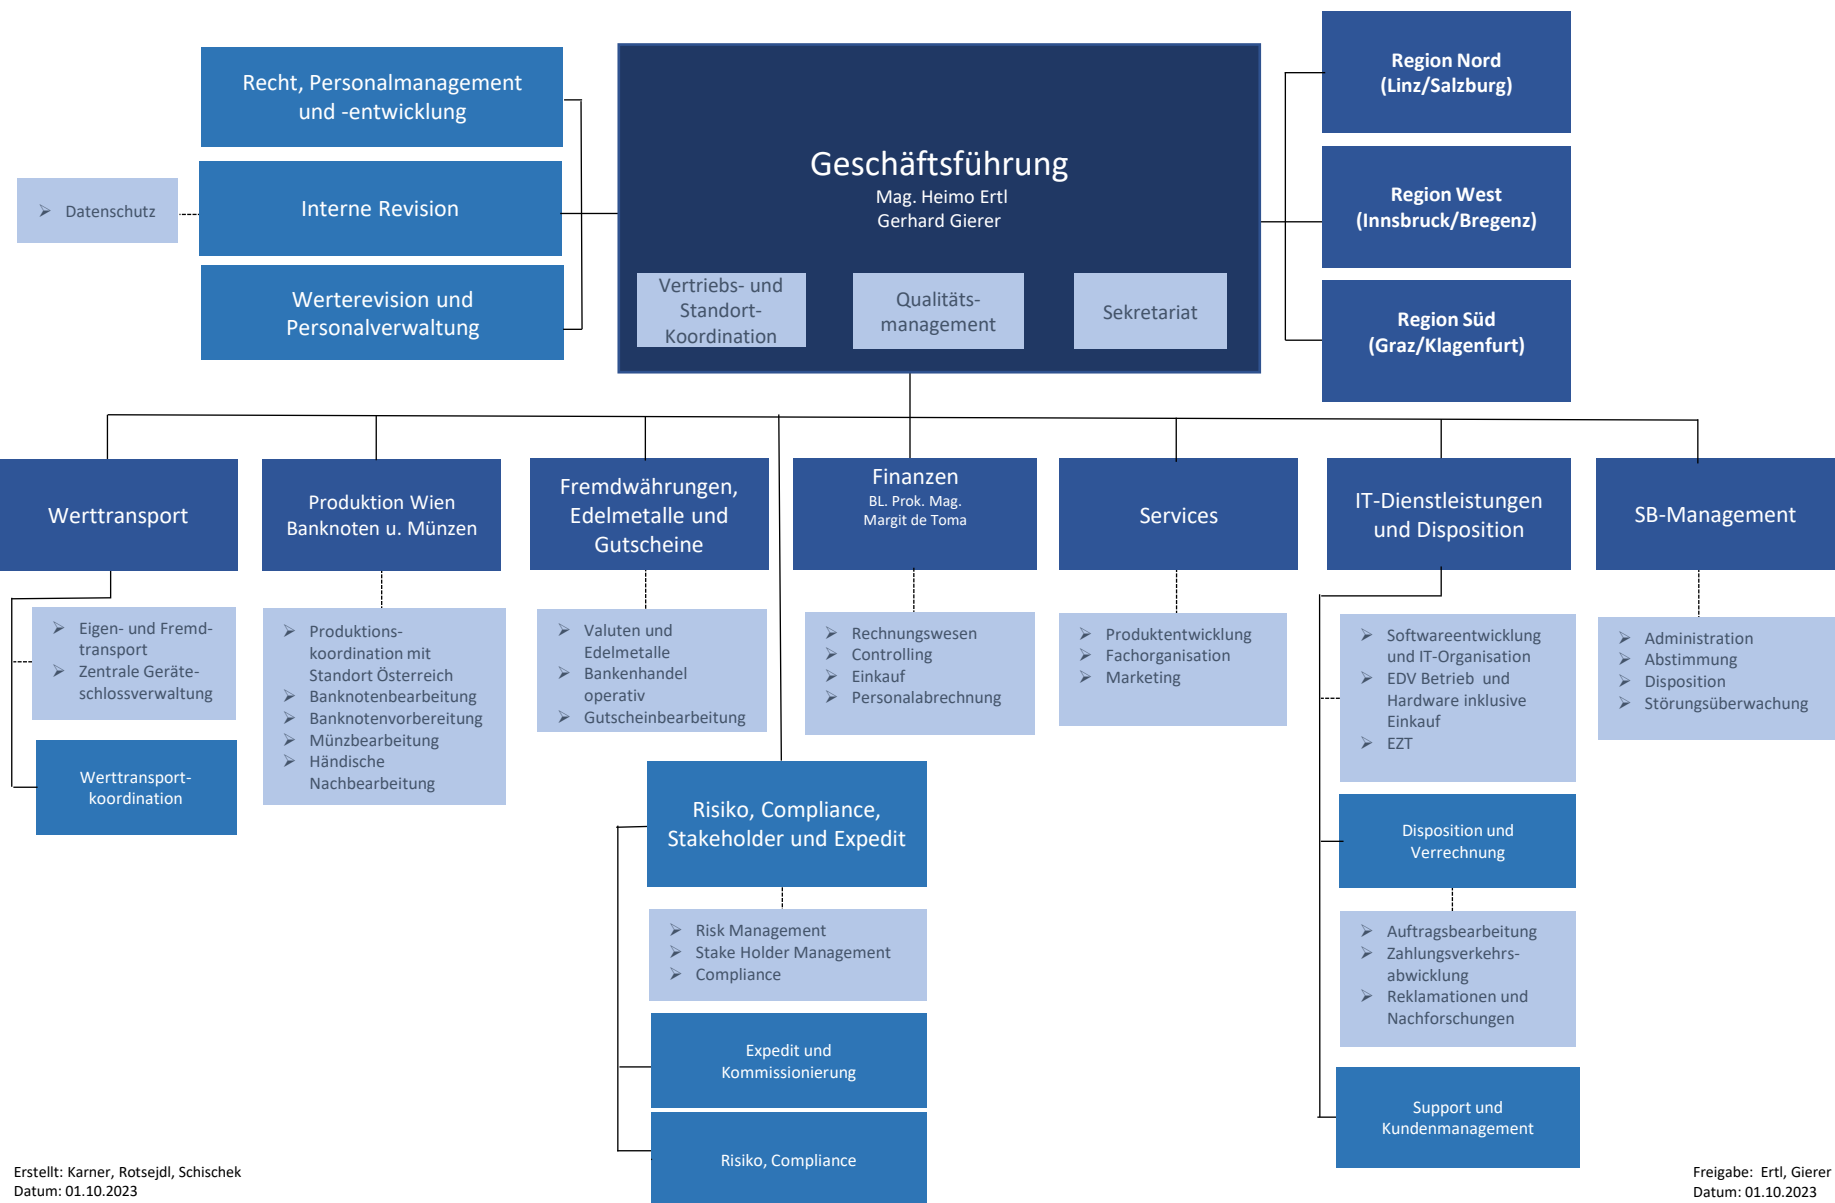 Recht, Personalmanagement
und -entwicklung
Datenschutz
Interne Revision
Werterevision und
Personalverwaltung
Geschäftsführung
Mag. Heimo Ertl
Gerhard Gierer
Vertriebs- und
Standort-
Koordination
Qualitäts-
management
Sekretariat
Region Nord
(Linz/Salzburg)
Region West
(Innsbruck/Bregenz)
Region Süd
(Graz/Klagenfurt)
Werttransport
Eigen- und Fremd-
transport
Zentrale Geräte-
schlossverwaltung
Werttransport-
koordination
Produktion Wien
Banknoten u. Münzen
Produktions-
koordination mit
Standort Österreich
Banknotenbearbeitung
Banknotenvorbereitung
Münzbearbeitung
Händische
Nachbearbeitung
Fremdwährungen,
Edelmetalle und
Gutscheine
Valuten und
Edelmetalle
Bankenhandel
operativ
Gutscheinbearbeitung
Risiko, Compliance,
Stakeholder und Expedit
Risk Management
Stake Holder Management
Compliance
Expedit und
Kommissionierung
Risiko, Compliance
Finanzen
BL. Prok. Mag.
Margit de Toma
Rechnungswesen
Controlling
Einkauf
Personalabrechnung
Services
Produktentwicklung
Fachorganisation
Marketing
IT-Dienstleistungen
und Disposition
Softwareentwicklung
und IT-Organisation
EDV Betrieb und
Hardware inklusive
Einkauf
EZT
Disposition und
Verrechnung
Auftragsbearbeitung
Zahlungsverkehrs-
abwicklung
Reklamationen und
Nachforschungen
Support und
Kundenmanagement
SB-Management
Administration
Abstimmung
Disposition
Störungsüberwachung
Erstellt: Karner, Rotsejdl, Schischek
Datum: 01.10.2023
Freigabe: Ertl, Gierer
Datum: 01.10.2023